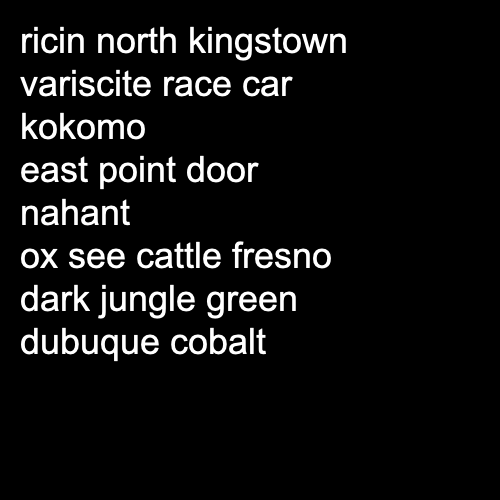 ricin north kingstown
variscite race car
kokomo
east point door
nahant
ox see cattle fresno
dark jungle green
dubuque cobalt